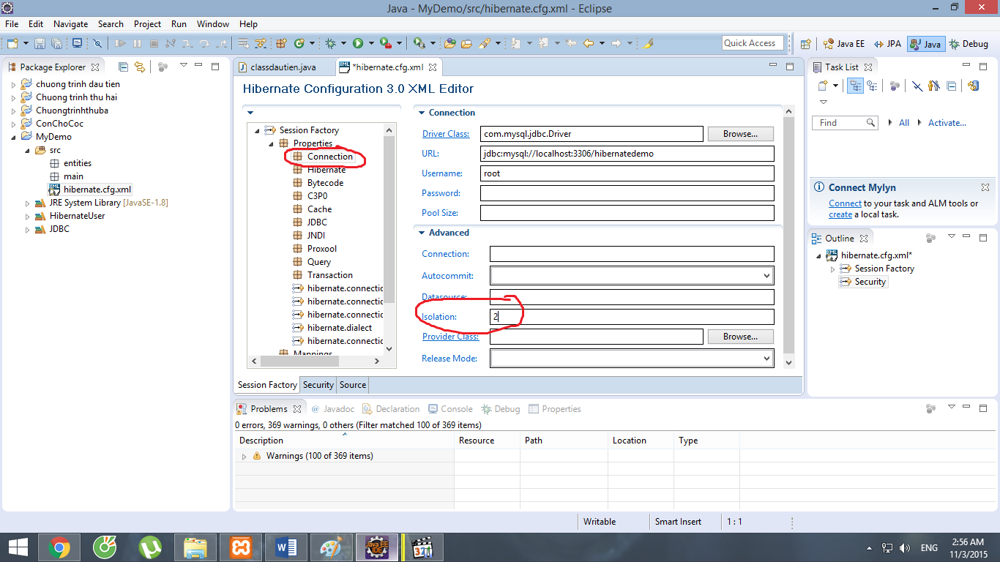 Java - MyDemo/src/hibernate.cfg.xml - Eclipse
File Edit Navigate Search Project Run Window Help
Quick Access
Java EE
JPA
Java
Debug
Package Explorer
chuong trinh dau tien
Chuong trinh thu hai
Chuongtrinhthuba
ConChoCoc
MyDemo
src
entities
main
hibernate.cfg.xml
JRE System Library [JavaSE-1.8]
HibernateUser
JDBC
classdautien.java
*hibernate.cfg.xml
Hibernate Configuration 3.0 XML Editor
Session Factory
Properties
Connection
Hibernate
Bytecode
C3P0
Cache
JDBC
JNDI
Proxool
Query
Transaction
hibernate.connectic
hibernate.connectic
hibernate.connectic
hibernate.dialect
hibernate.connectic
Mappings
Connection
Driver Class: com.mysql.jdbc.Driver Browse...
URL: jdbc:mysql://localhost:3306/hibernatedemo
Username: root
Password:
Pool Size:
Advanced
Connection:
Autocommit:
Datasource:
Isolation: 2
Provider Class: Browse...
Release Mode:
Session Factory Security Source
Task List
Find All Activate...
Connect Mylyn
Connect to your task and ALM tools or
create a local task.
Outline
hibernate.cfg.xml*
Session Factory
Security
Problems @ Javadoc Declaration Console Debug Properties
0 errors, 369 warnings, 0 others (Filter matched 100 of 369 items)
Description Resource Path Location Type
Warnings (100 of 369 items)
Writable Smart Insert 1 : 1
Java EE
IDE
321
ENG
2:56 AM
11/3/2015